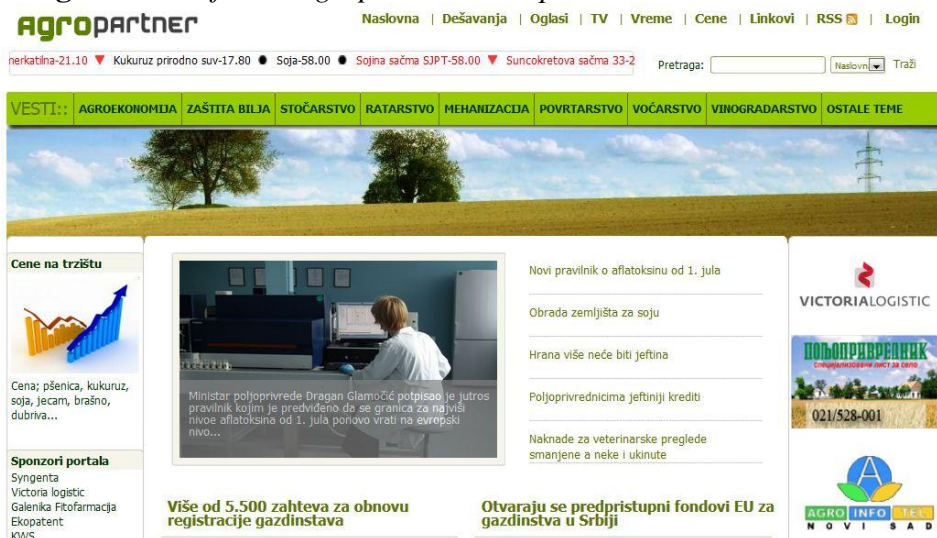 Agropartner
Naslovna | Dešavanja | Oglasi | TV | Vreme | Cene | Linkovi | RSS | Login
nerkatilna-21.10 ▼ Kukuruz prirodno suv-17.80 ● Soja-58.00 ● Sojina sačma SJPT-58.00 ▼ Suncokretova sačma 33-2
Pretraga: Naslovn Traži
VESTI:: AGROEKONOMIJA ZAŠTITA BILJA STOČARSTVO RATARSTVO MEHANIZACIJA POVRTARSTVO VOĆARSTVO VINOGRADARSTVO OSTALE TEME
Cene na tržištu
Cena; pšenica, kukuruz,
soja, jecam, brašno,
dubriva...
Sponzori portala
Syngenta
Victoria logistic
Galenika Fitofarmacija
Ekopatent
KWS
Ministar poljoprivrede Dragan Glamočić potpisao je jutros
pravilnik kojim je predviđeno da se granica za najviši
nivoe aflatoksina od 1. jula ponovo vrati na evropski
nivo...
Novi pravilnik o aflatoksinu od 1. jula
Obrada zemljišta za soju
Hrana više neće biti jeftina
Poljoprivrednicima jeftiniji krediti
Naknade za veterinarske preglede
smanjene a neke i ukinute
Više od 5.500 zahteva za obnovu
registracije gazdinstava
Otvaraju se predpristupni fondovi EU za
gazdinstva u Srbiji
VICTORIALOGISTIC
ПОЉОПРИВРЕДНИК
Специјализовани лист за село
021/528-001
AGRO INFO TEL
NOVI SAD